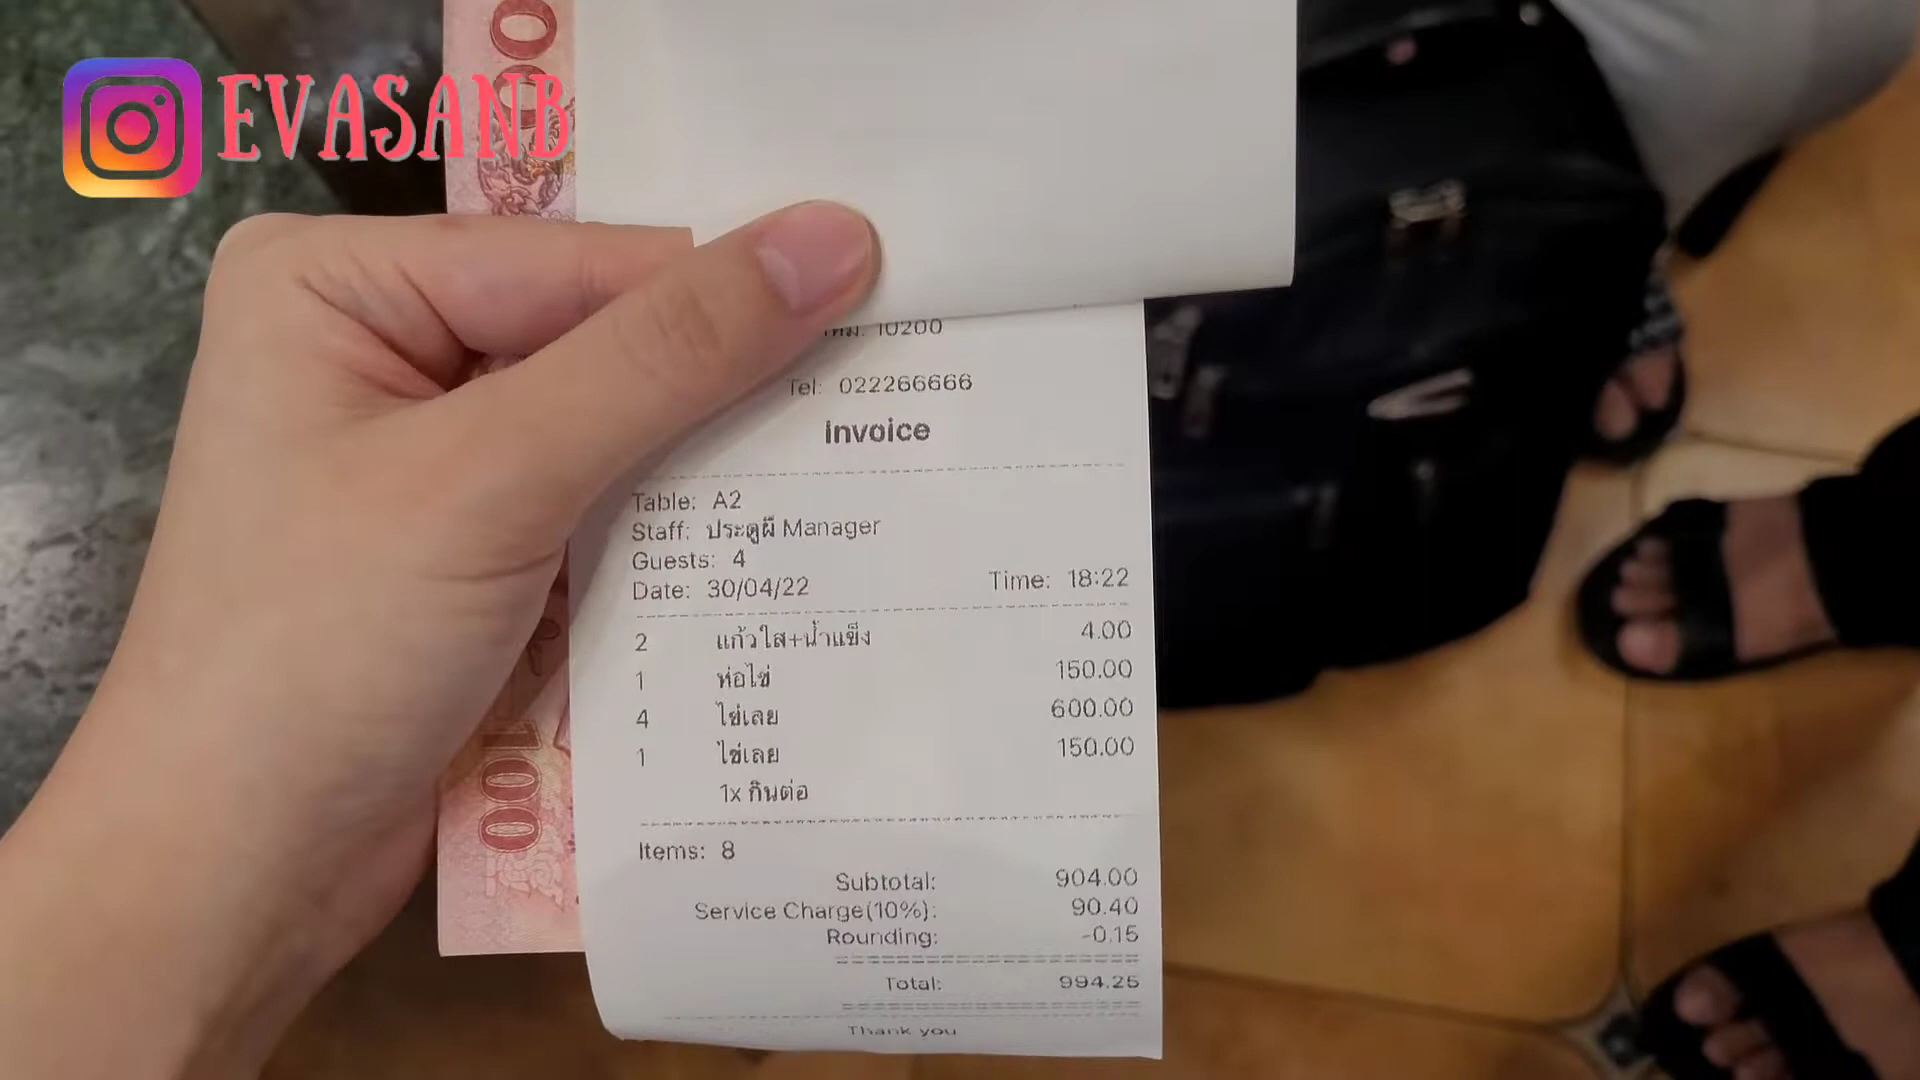 EVASANB
10200
Tel: 022266666
Invoice
Table: A2
Staff: ประตูผี Manager
Guests: 4
Date: 30/04/22 Time: 18:22
2 แก้วใส+น้ำแข็ง 4.00
1 ห่อไข่ 150.00
4 ไข่เลย 600.00
1 ไข่เลย 150.00
1x กินต่อ
Items: 8
Subtotal: 904.00
Service Charge(10%): 90.40
Rounding: -0.15
Total: 994.25
Thank you
100